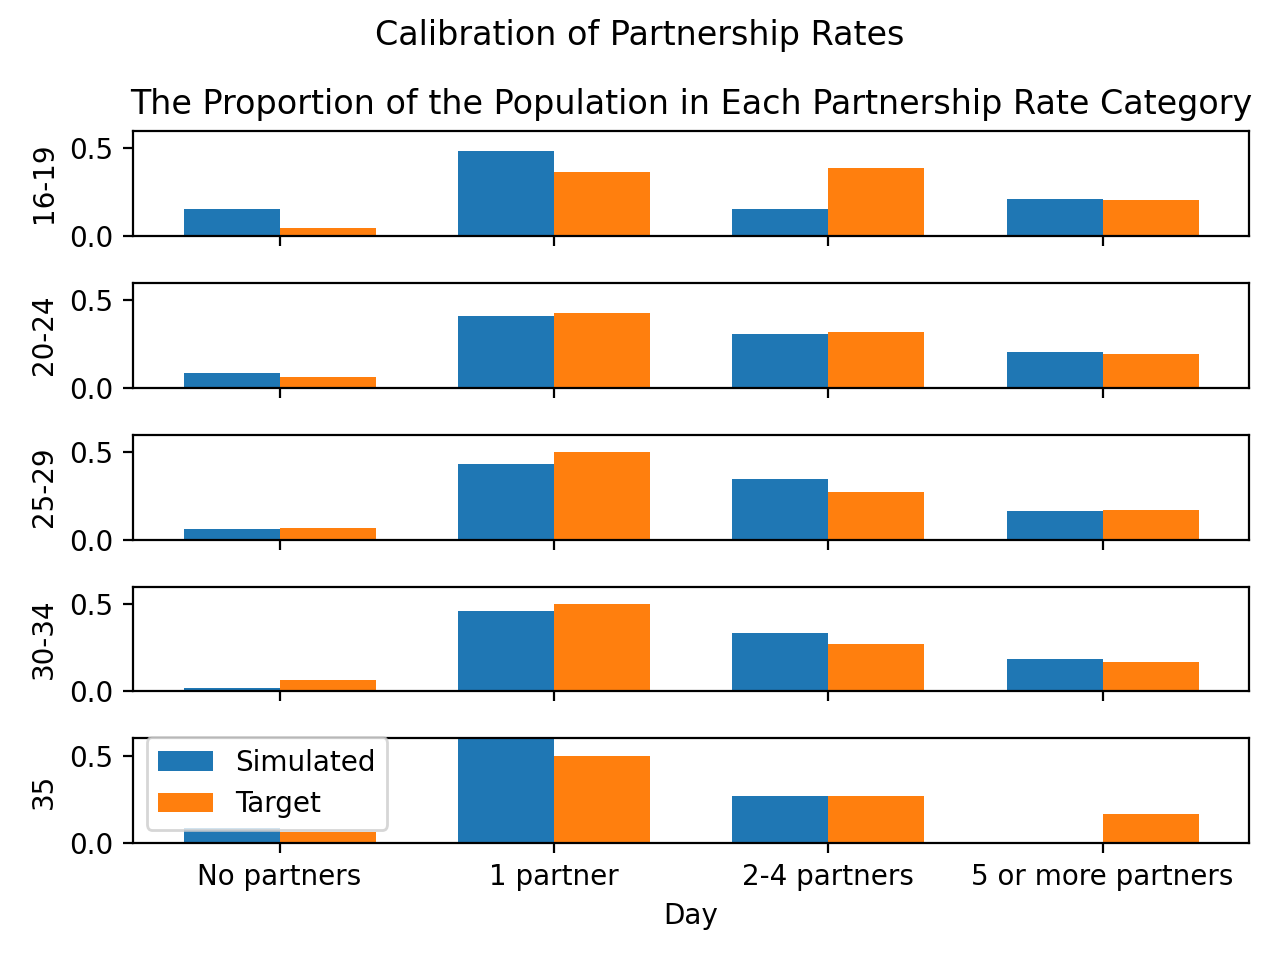 Calibration of Partnership Rates
The Proportion of the Population in Each Partnership Rate Category
0.5
0.0
16-19
0.5
0.0
20-24
0.5
0.0
25-29
0.5
0.0
30-34
0.5
0.0
35
Simulated
Target
No partners
1 partner
2-4 partners
5 or more partners
Day